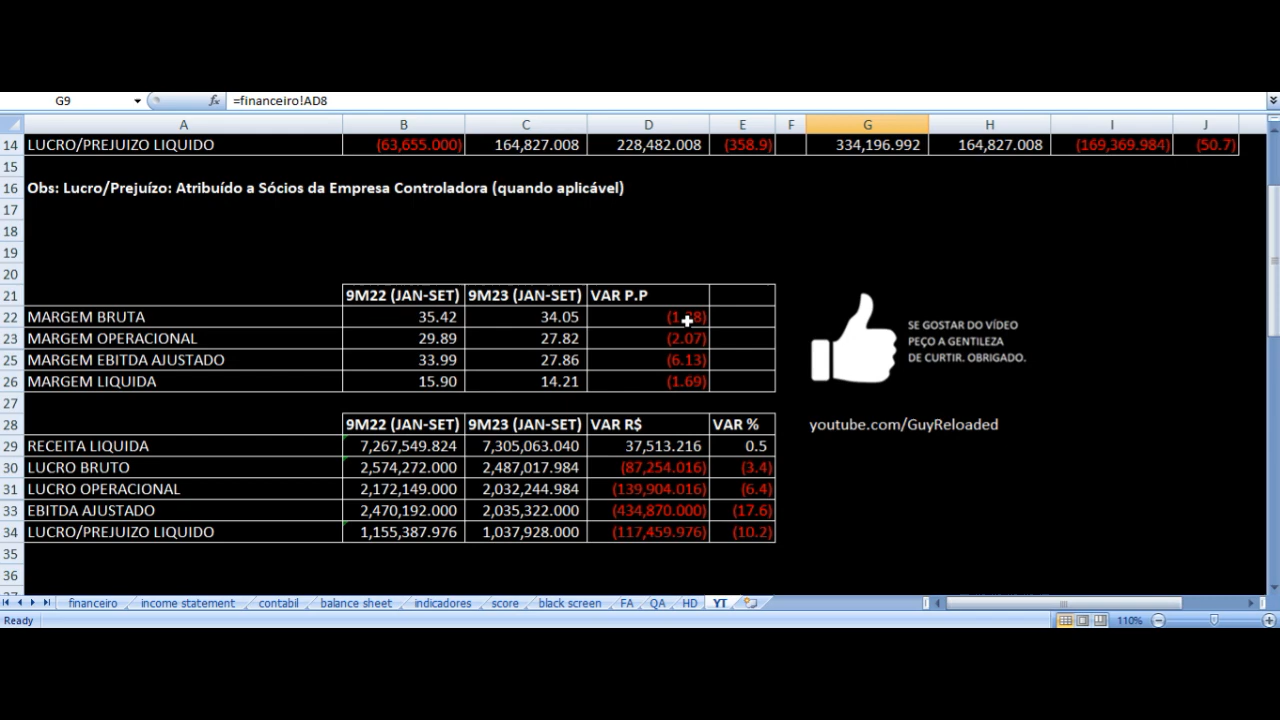 G9 fx =financeiro!AD8
A B C D E F G H I J
14 LUCRO/PREJUIZO LIQUIDO (63,655.000) 164,827.008 228,482.008 (358.9) 334,196.992 164,827.008 (169,369.984) (50.7)
15
16 Obs: Lucro/Prejuízo: Atribuído a Sócios da Empresa Controladora (quando aplicável)
17
18
19
20
21 9M22 (JAN-SET) 9M23 (JAN-SET) VAR P.P
22 MARGEM BRUTA 35.42 34.05
23 MARGEM OPERACIONAL 29.89 27.82 (2.07)
25 MARGEM EBITDA AJUSTADO 33.99 27.86 (6.13)
26 MARGEM LIQUIDA 15.90 14.21 (1.69)
SE GOSTAR DO VÍDEO
PEÇO A GENTILEZA
DE CURTIR. OBRIGADO.
27
28 9M22 (JAN-SET) 9M23 (JAN-SET) VAR R$ VAR %
youtube.com/GuyReloaded
29 RECEITA LIQUIDA 7,267,549.824 7,305,063.040 37,513.216 0.5
30 LUCRO BRUTO 2,574,272.000 2,487,017.984 (87,254.016) (3.4)
31 LUCRO OPERACIONAL 2,172,149.000 2,032,244.984 (139,904.016) (6.4)
33 EBITDA AJUSTADO 2,470,192.000 2,035,322.000 (434,870.000) (17.6)
34 LUCRO/PREJUIZO LIQUIDO 1,155,387.976 1,037,928.000 (117,459.976) (10.2)
35
36
financeiro income statement contabil balance sheet indicadores score black screen FA QA HD YT
Ready 110%